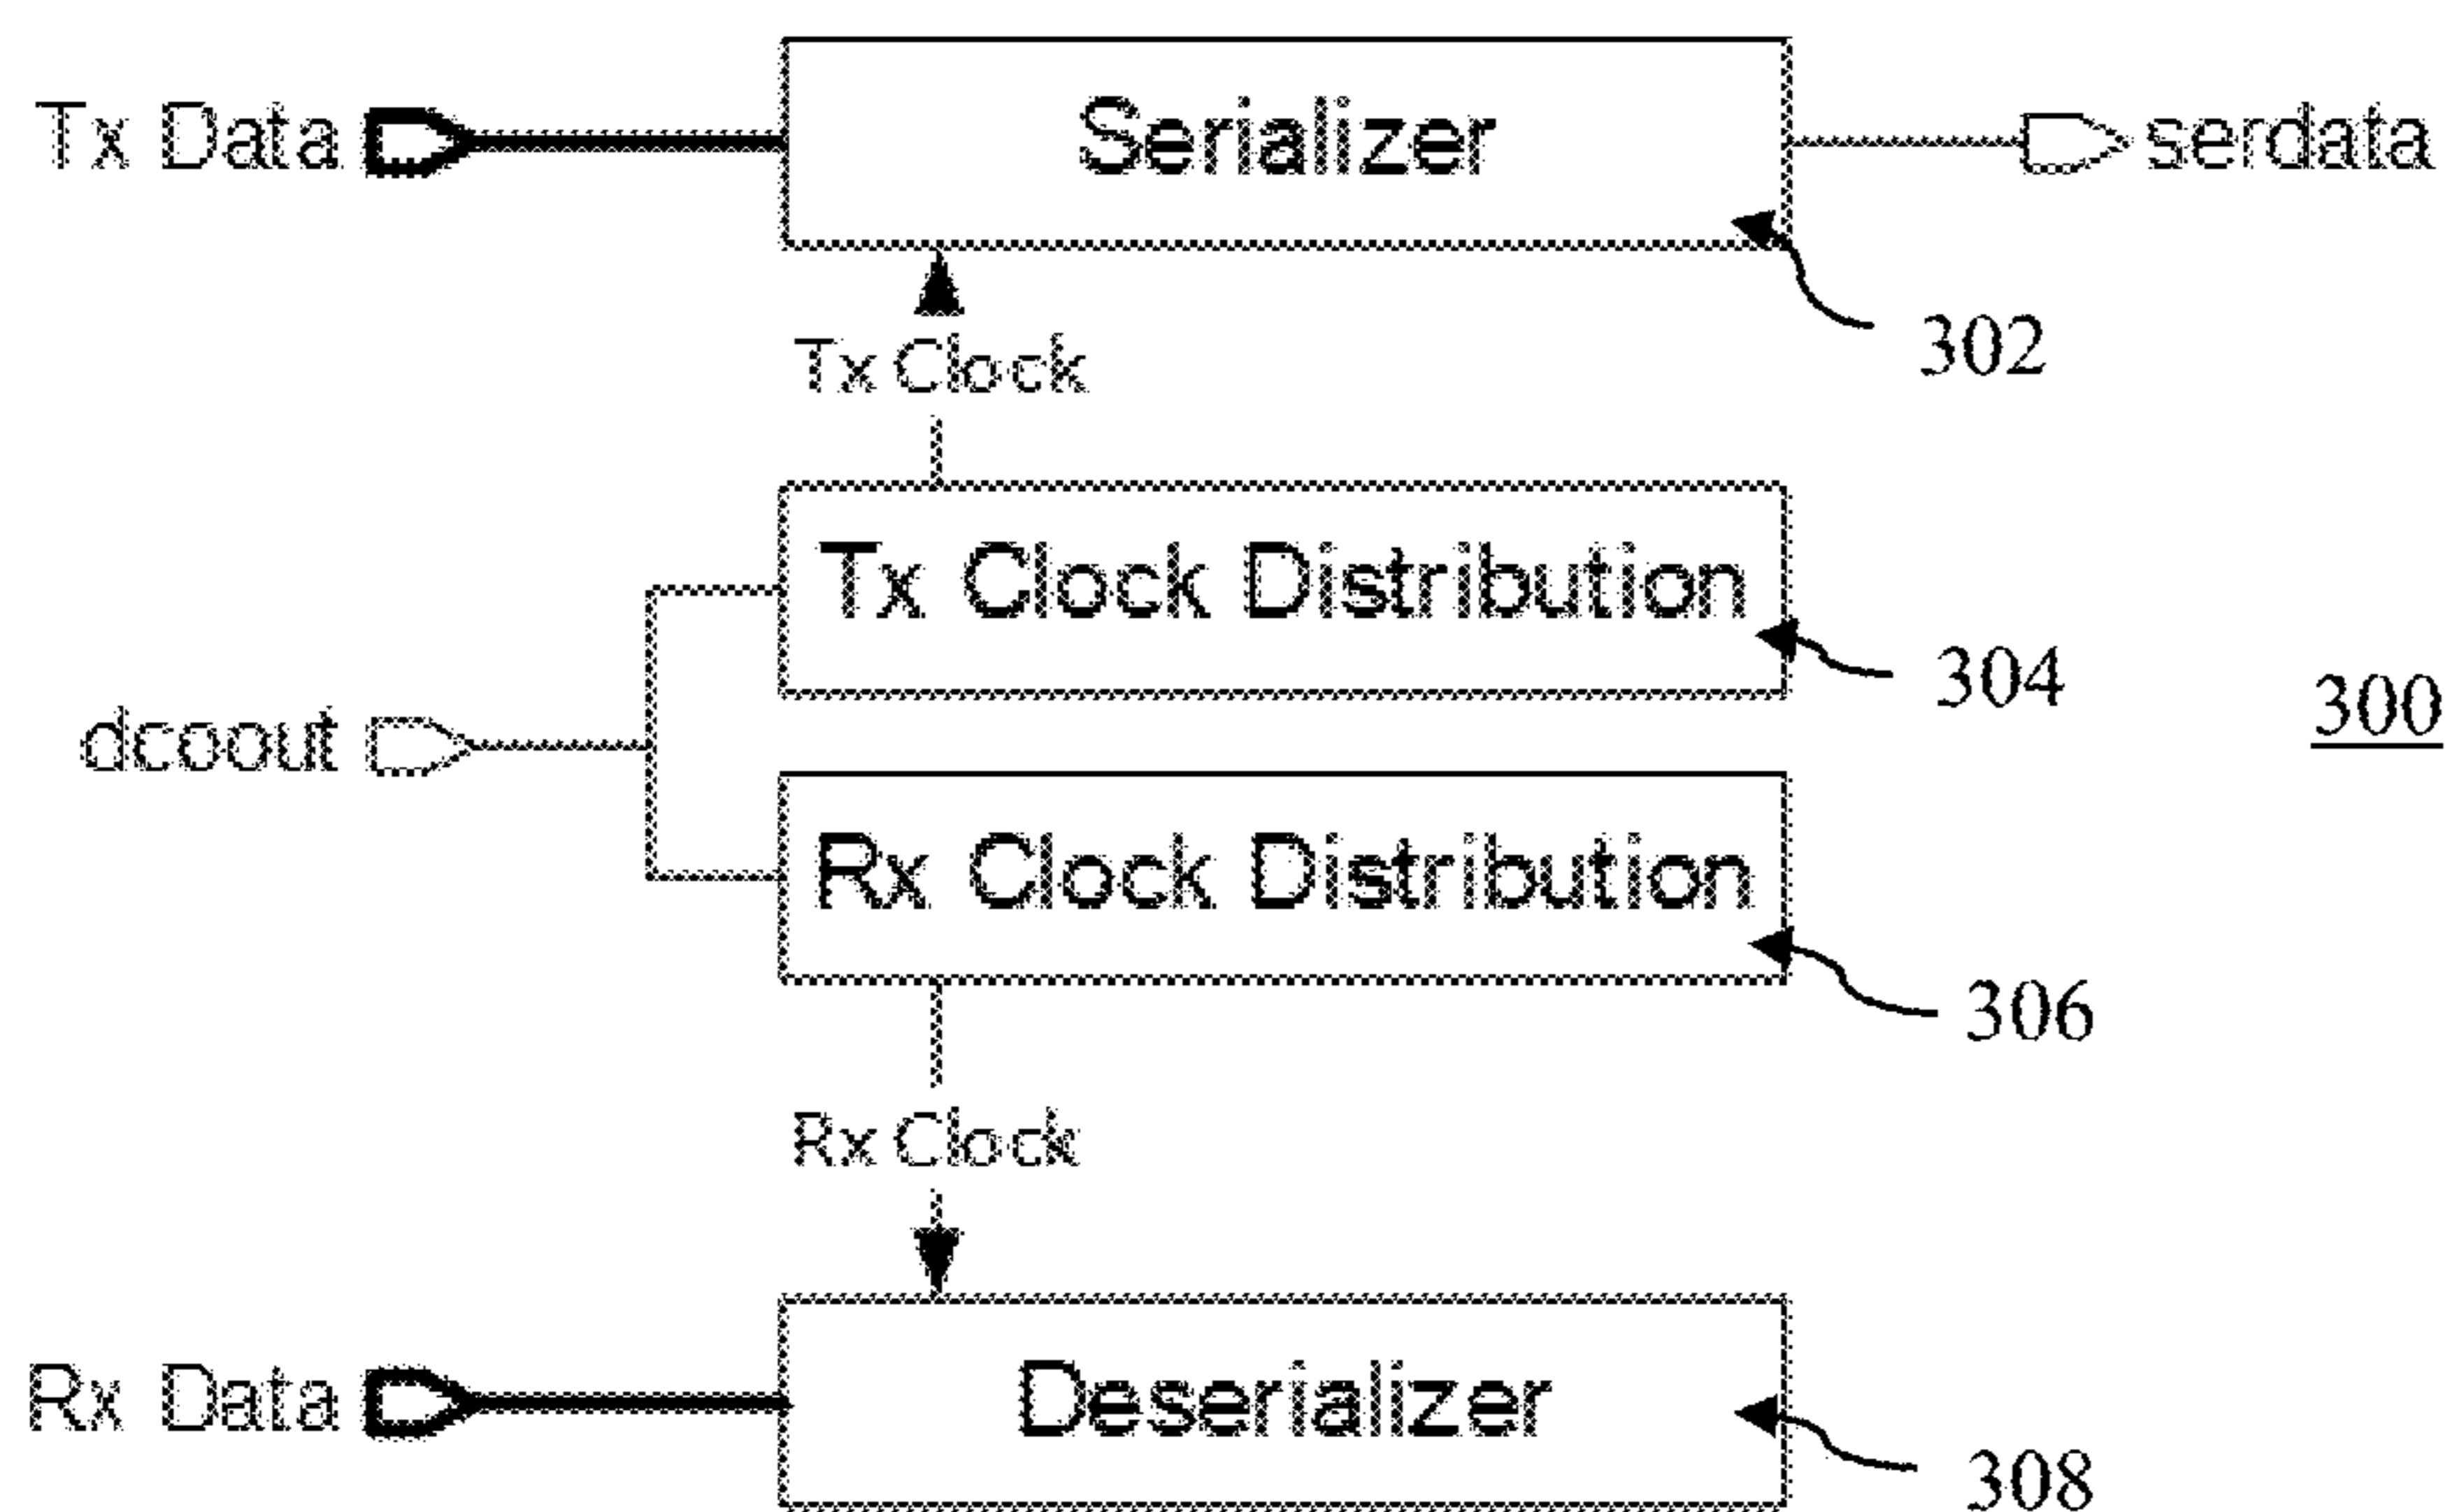 Tx Data
Serializer
serdata
302
Tx Clock
Tx Clock Distribution
304
300
dcoout
Rx Clock Distribution
306
Rx Clock
Rx Data
Deserializer
308